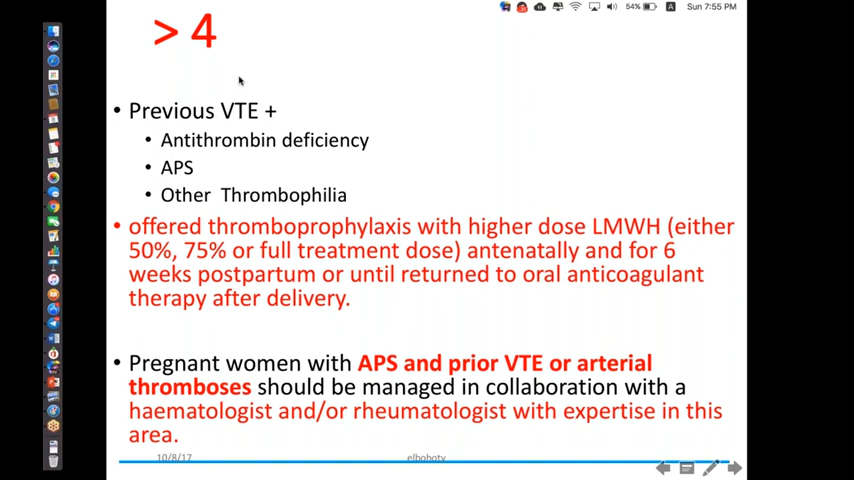 54% A Sun 7:55 PM
> 4
• Previous VTE +
• Antithrombin deficiency
• APS
• Other Thrombophilia
• offered thromboprophylaxis with higher dose LMWH (either
50%, 75% or full treatment dose) antenatally and for 6
weeks postpartum or until returned to oral anticoagulant
therapy after delivery.
• Pregnant women with APS and prior VTE or arterial
thromboses should be managed in collaboration with a
haematologist and/or rheumatologist with expertise in this
area.
10/8/17 elbohoty